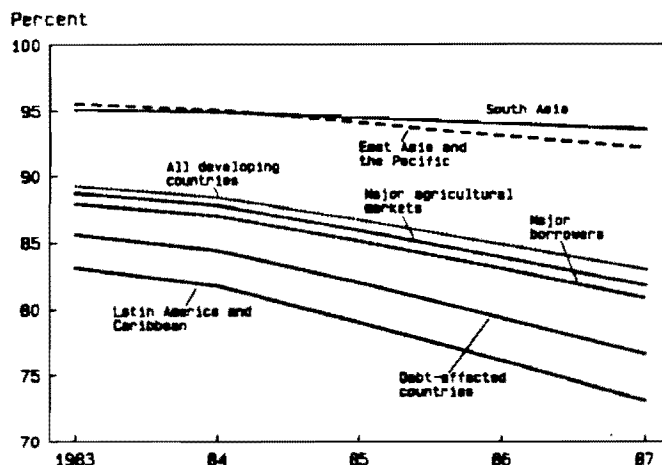 Percent
100
95
90
85
80
75
70
South Asia
East Asia and
the Pacific
All developing
countries
Major agricultural
markets
Major
borrowers
Latin America and
Caribbean
Debt-affected
countries
1983
84
85
86
87